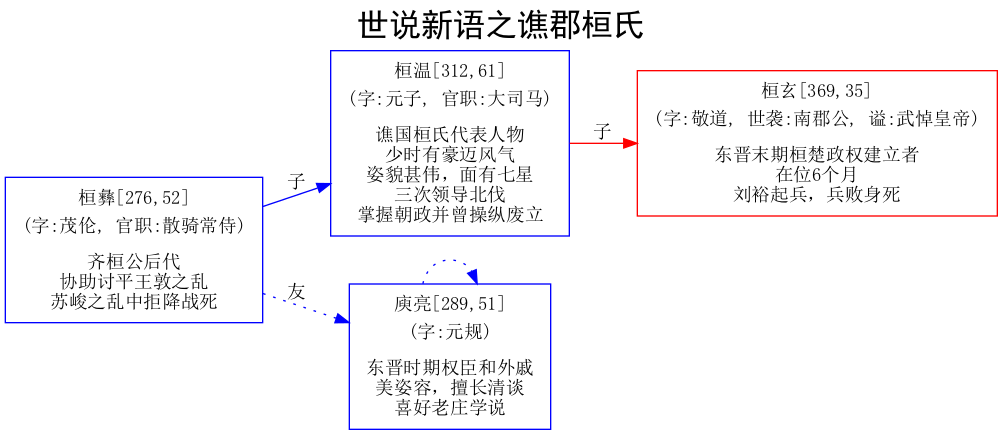 世说新语之谯郡桓氏
桓彝[276,52]
(字:茂伦, 官职:散骑常侍)
齐桓公后代
协助讨平王敦之乱
苏峻之乱中拒降战死
子
友
桓温[312,61]
(字:元子, 官职:大司马)
谯国桓氏代表人物
少时有豪迈风气
姿貌甚伟，面有七星
三次领导北伐
掌握朝政并曾操纵废立
子
桓玄[369,35]
(字:敬道, 世袭:南郡公, 谥:武悼皇帝)
东晋末期桓楚政权建立者
在位6个月
刘裕起兵，兵败身死
庾亮[289,51]
(字:元规)
东晋时期权臣和外戚
美姿容，擅长清谈
喜好老庄学说